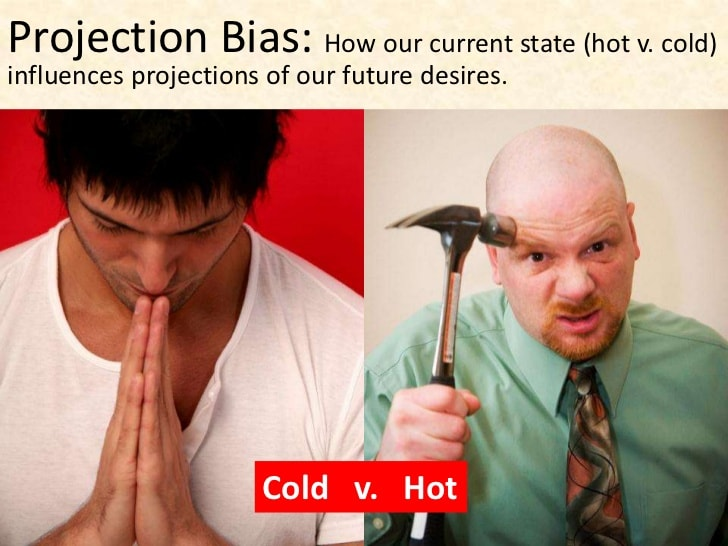 Projection Bias: How our current state (hot v. cold)
influences projections of our future desires.
Cold v. Hot